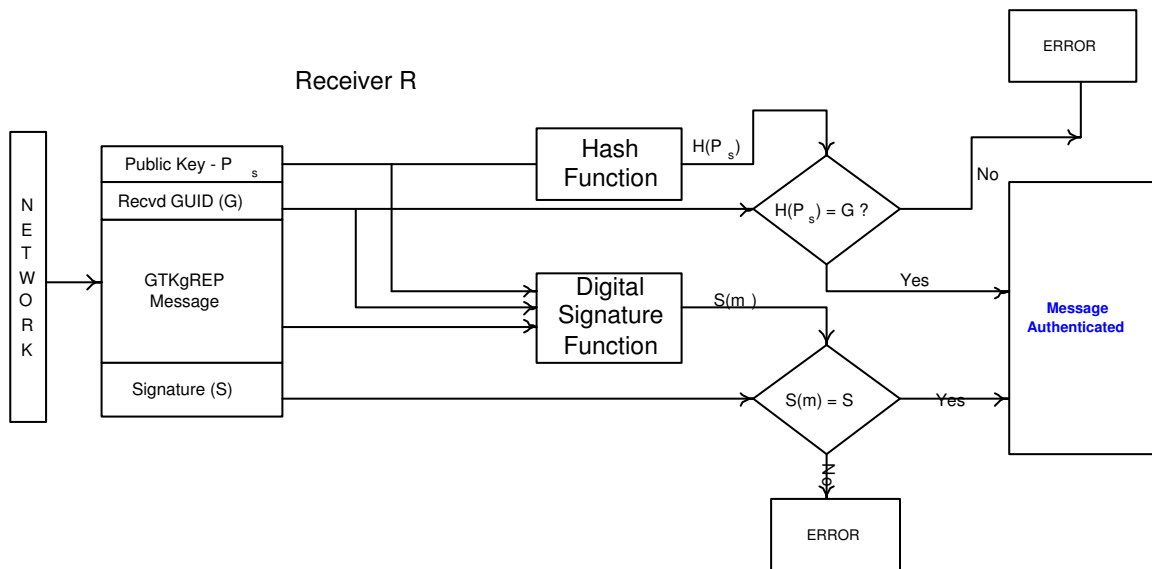 ERROR
Receiver R
NETWORK
Public Key - P s
Recvd GUID (G)
GTKgREP
Message
Signature (S)
Hash
Function
H(P s)
H(P s) = G ?
No
Yes
Digital
Signature
Function
S(m )
S(m) = S
Yes
No
ERROR
Message
Authenticated